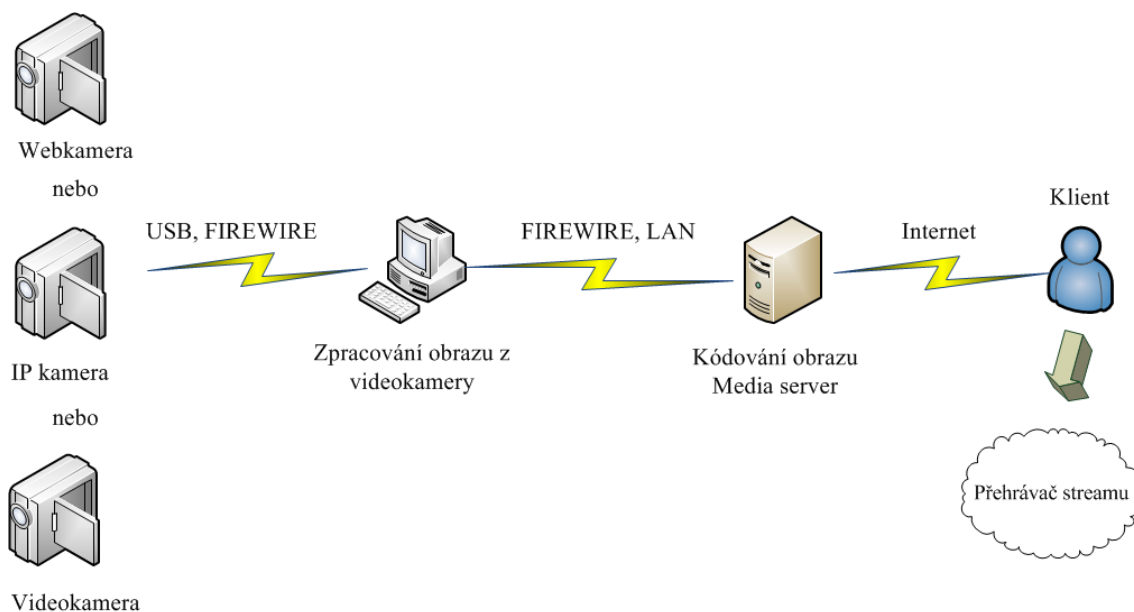 Webkamera
nebo
IP kamera
nebo
Videokamera
USB, FIREWIRE
Zpracování obrazu z
videokamery
FIREWIRE, LAN
Kódování obrazu
Media server
Internet
Klient
Přehrávač streamu